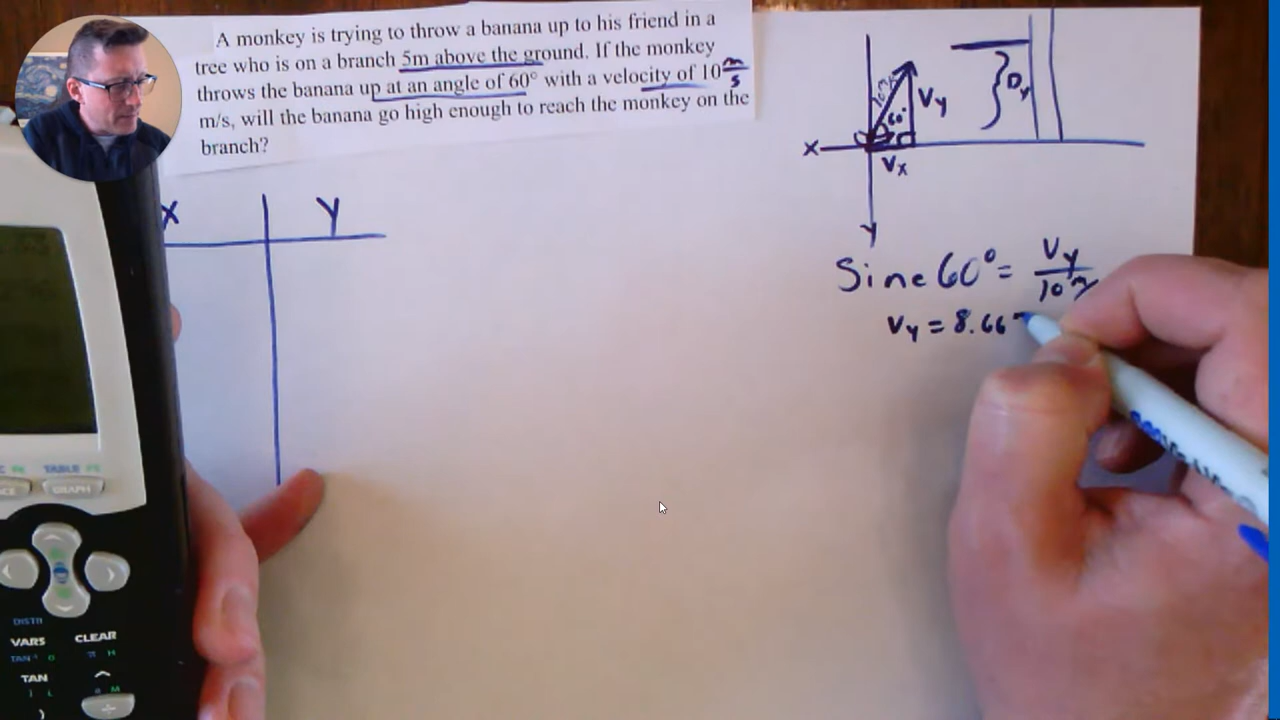 A monkey is trying to throw a banana up to his friend in a
tree who is on a branch 5m above the ground. If the monkey
throws the banana up at an angle of 60° with a velocity of 10 m/s
m/s, will the banana go high enough to reach the monkey on the
branch?
Vy
60°
Dy
X
Vx
y
X Y
Sine 60° = Vy / 10 m
Vy = 8.66
TABLE F5
GRAPH
DISTR
VARS CLEAR
TAN